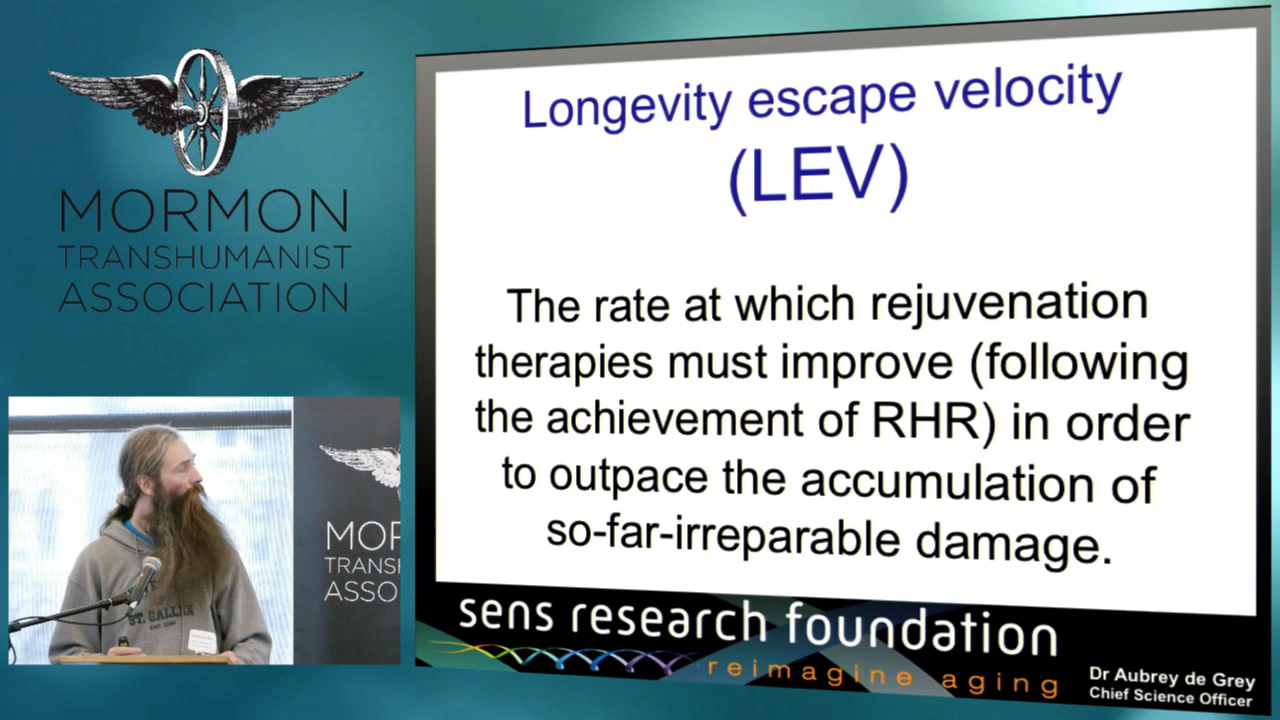 MORMON
TRANSHUMANIST
ASSOCIATION
Longevity escape velocity
(LEV)
The rate at which rejuvenation
therapies must improve (following
the achievement of RHR) in order
to outpace the accumulation of
so-far-irreparable damage.
sens research foundation
reimagine aging
Dr Aubrey de Grey
Chief Science Officer
MOR
TRANS
ASSO
ST. GALLEN